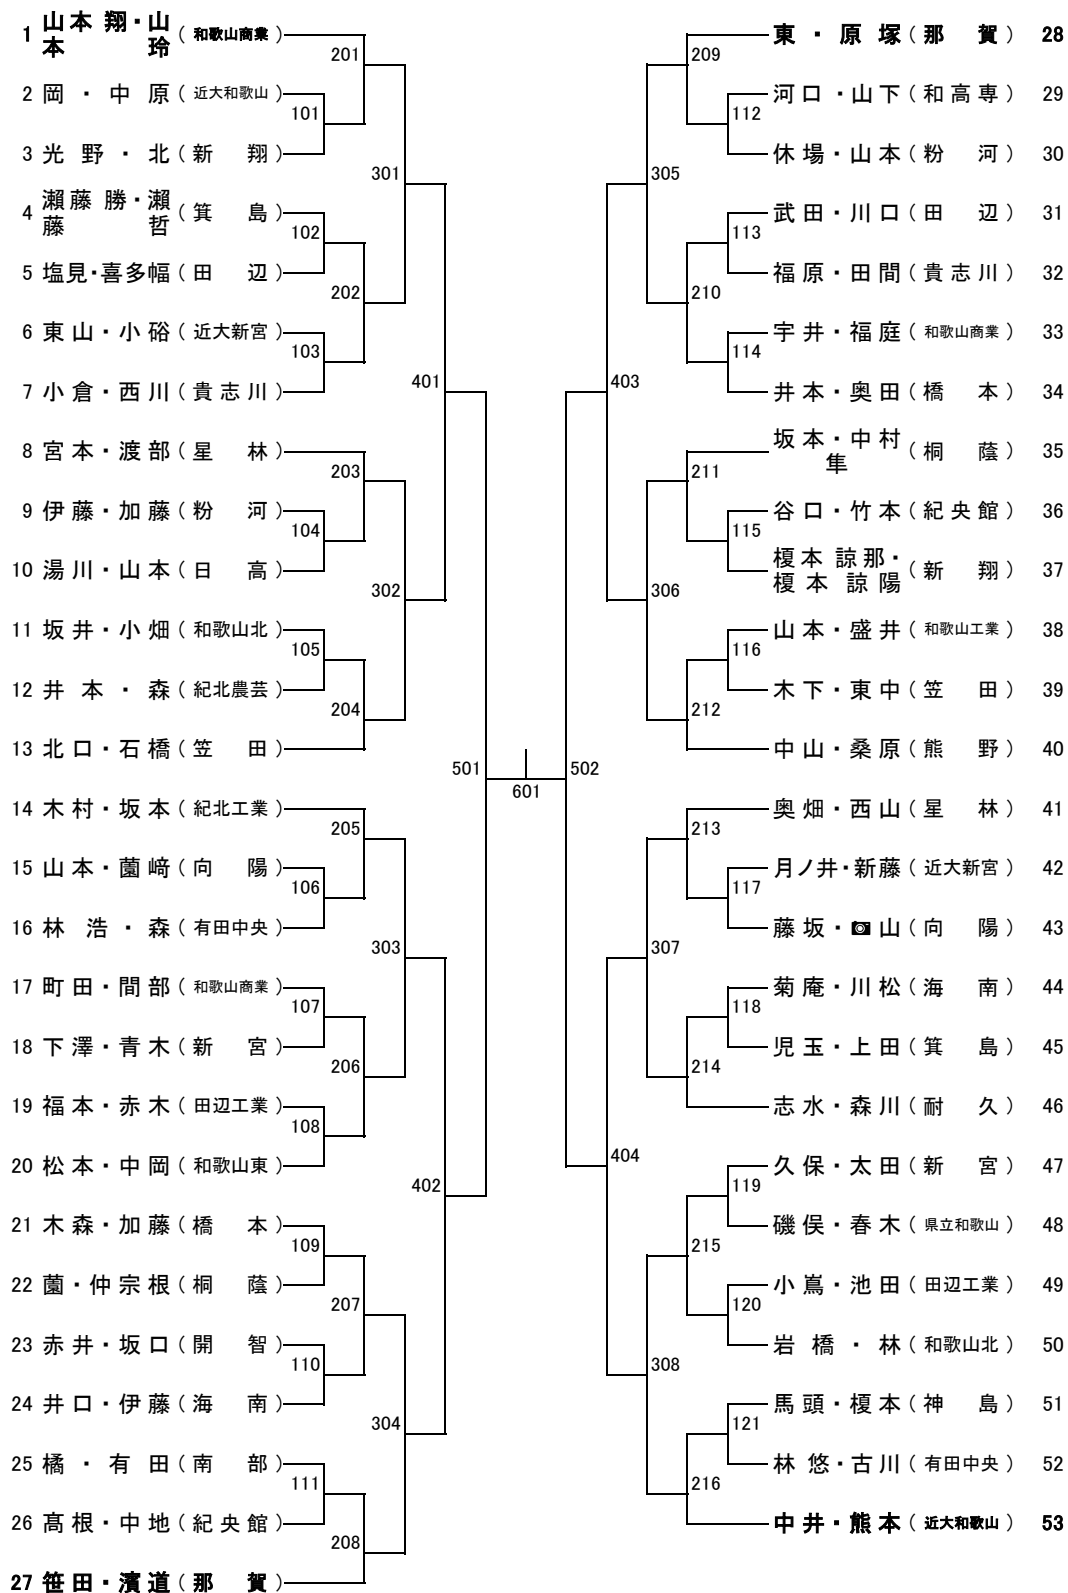 1 山本 翔・山本 玲 (和歌山商業)
201
2 岡・中原 (近大和歌山)
101
3 光野・北 (新翔)
301
4 瀬藤 勝・瀬藤 哲 (箕島)
102
5 塩見・喜多幅 (田辺)
202
6 東山・小硲 (近大新宮)
103
7 小倉・西川 (貴志川)
401
8 宮本・渡部 (星林)
203
9 伊藤・加藤 (粉河)
104
10 湯川・山本 (日高)
302
11 坂井・小畑 (和歌山北)
105
12 井本・森 (紀北農芸)
204
13 北口・石橋 (笠田)
501
14 木村・坂本 (紀北工業)
205
15 山本・薗﨑 (向陽)
106
16 林 浩・森 (有田中央)
303
17 町田・間部 (和歌山商業)
107
18 下澤・青木 (新宮)
206
19 福本・赤木 (田辺工業)
108
20 松本・中岡 (和歌山東)
402
21 木森・加藤 (橋本)
109
22 薗・仲宗根 (桐蔭)
207
23 赤井・坂口 (開智)
110
24 井口・伊藤 (海南)
304
25 橘・有田 (南部)
111
26 髙根・中地 (紀央館)
208
27 笹田・濱道 (那賀)
601
東・原塚 (那賀) 28
209
河口・山下 (和高専) 29
112
休場・山本 (粉河) 30
305
武田・川口 (田辺) 31
113
福原・田間 (貴志川) 32
210
宇井・福庭 (和歌山商業) 33
114
井本・奥田 (橋本) 34
403
坂本・中村 隼 (桐蔭) 35
211
谷口・竹本 (紀央館) 36
115
榎本 諒那・榎本 諒陽 (新翔) 37
306
山本・盛井 (和歌山工業) 38
116
木下・東中 (笠田) 39
212
中山・桑原 (熊野) 40
502
奥畑・西山 (星林) 41
213
月ノ井・新藤 (近大新宮) 42
117
藤坂・山 (向陽) 43
307
菊庵・川松 (海南) 44
118
児玉・上田 (箕島) 45
214
志水・森川 (耐久) 46
404
久保・太田 (新宮) 47
119
磯俣・春木 (県立和歌山) 48
215
小嶌・池田 (田辺工業) 49
120
岩橋・林 (和歌山北) 50
308
馬頭・榎本 (神島) 51
121
林 悠・古川 (有田中央) 52
216
中井・熊本 (近大和歌山) 53